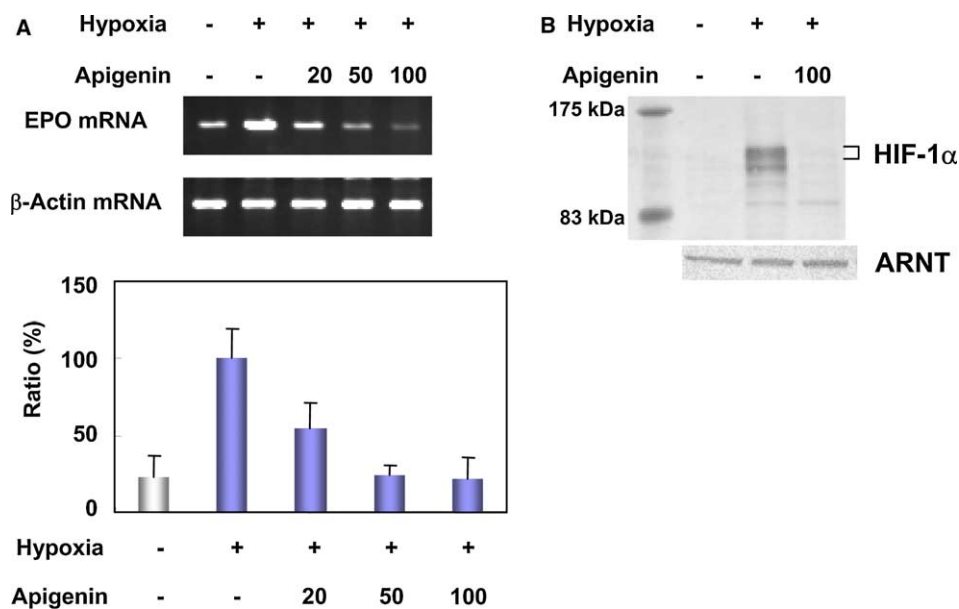 A
Hypoxia - + + + +
Apigenin - - 20 50 100
EPO mRNA
β-Actin mRNA
150
100
50
0
Ratio (%)
Hypoxia - + + + +
Apigenin - - 20 50 100
B
Hypoxia - + +
Apigenin - - 100
175 kDa
HIF-1α
83 kDa
ARNT